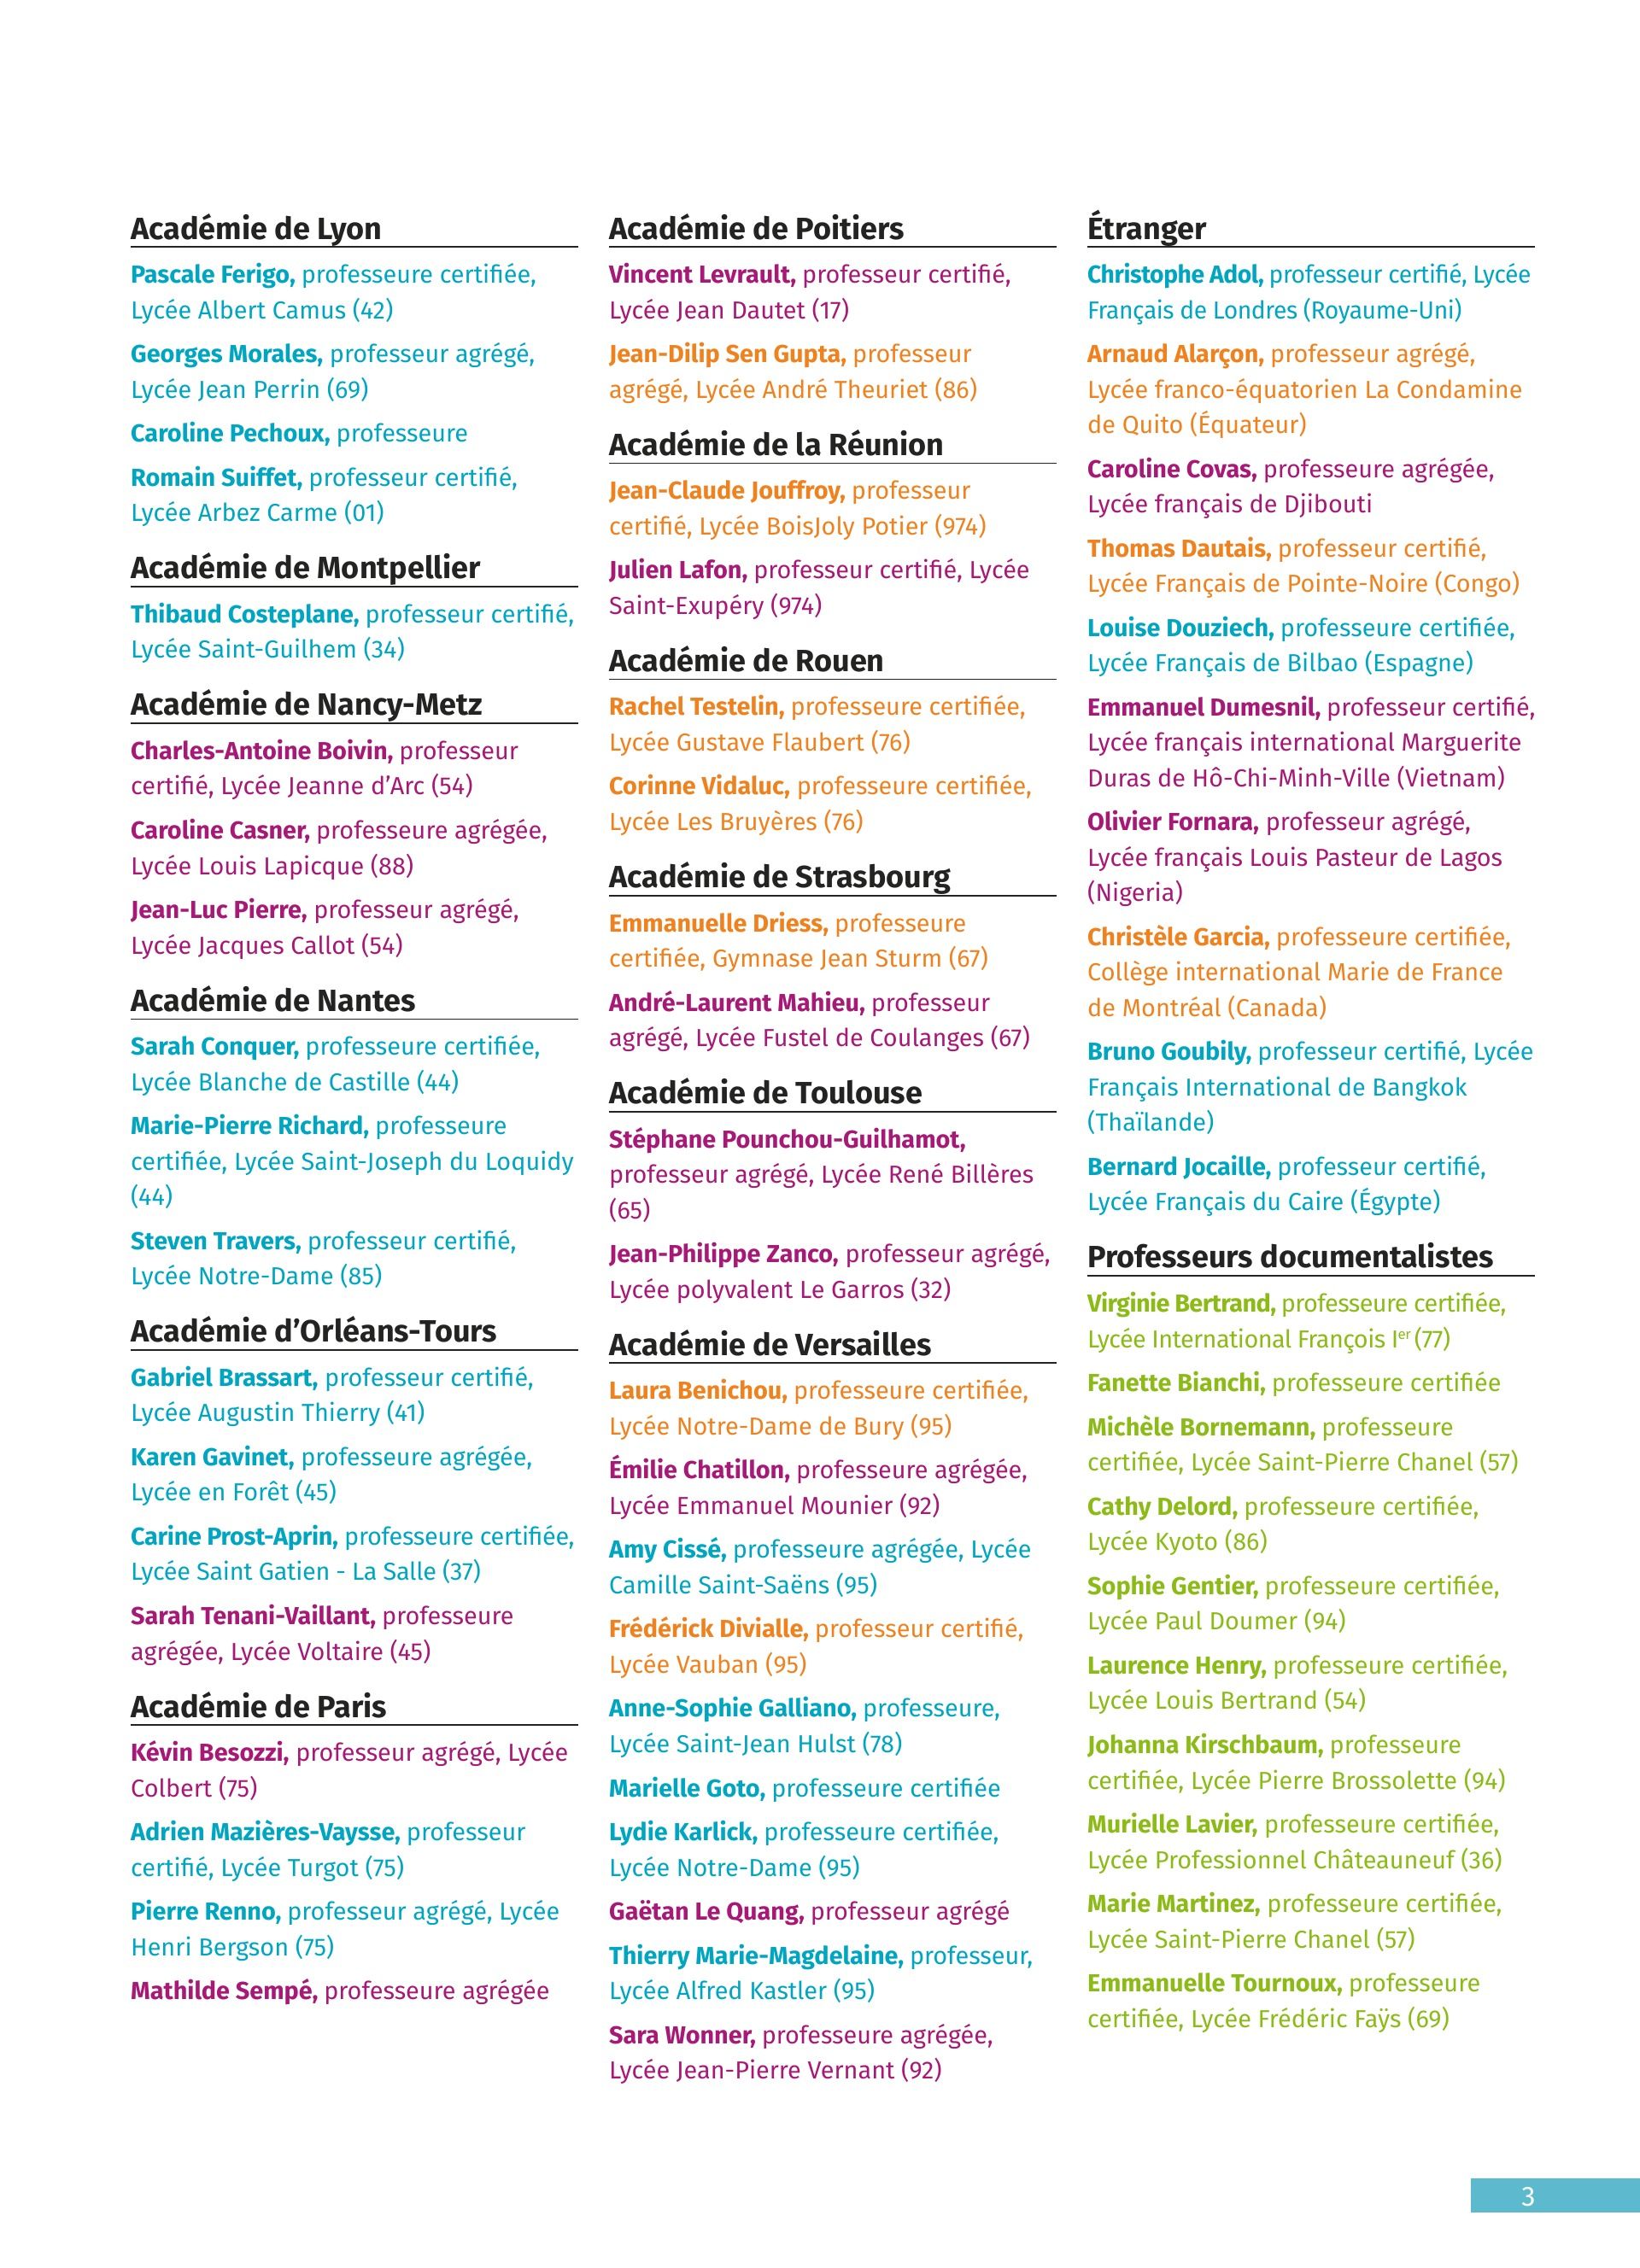 Académie de Lyon
Pascale Ferigo, professeure certifiée,
Lycée Albert Camus (42)
Georges Morales, professeur agrégé,
Lycée Jean Perrin (69)
Caroline Pechoux, professeure
Romain Suiffet, professeur certifié,
Lycée Arbez Carme (01)
Académie de Montpellier
Thibaud Costeplane, professeur certifié,
Lycée Saint-Guilhem (34)
Académie de Nancy-Metz
Charles-Antoine Boivin, professeur
certifié, Lycée Jeanne d’Arc (54)
Caroline Casner, professeure agrégée,
Lycée Louis Lapicque (88)
Jean-Luc Pierre, professeur agrégé,
Lycée Jacques Callot (54)
Académie de Nantes
Sarah Conquer, professeure certifiée,
Lycée Blanche de Castille (44)
Marie-Pierre Richard, professeure
certifiée, Lycée Saint-Joseph du Loquidy
(44)
Steven Travers, professeur certifié,
Lycée Notre-Dame (85)
Académie d’Orléans-Tours
Gabriel Brassart, professeur certifié,
Lycée Augustin Thierry (41)
Karen Gavinet, professeure agrégée,
Lycée en Forêt (45)
Carine Prost-Aprin, professeure certifiée,
Lycée Saint Gatien - La Salle (37)
Sarah Tenani-Vaillant, professeure
agrégée, Lycée Voltaire (45)
Académie de Paris
Kévin Besozzi, professeur agrégé, Lycée
Colbert (75)
Adrien Mazières-Vaysse, professeur
certifié, Lycée Turgot (75)
Pierre Renno, professeur agrégé, Lycée
Henri Bergson (75)
Mathilde Sempé, professeure agrégée
Académie de Poitiers
Vincent Levrault, professeur certifié,
Lycée Jean Dautet (17)
Jean-Dilip Sen Gupta, professeur
agrégé, Lycée André Theuriet (86)
Académie de la Réunion
Jean-Claude Jouffroy, professeur
certifié, Lycée BoisJoly Potier (974)
Julien Lafon, professeur certifié, Lycée
Saint-Exupéry (974)
Académie de Rouen
Rachel Testelin, professeure certifiée,
Lycée Gustave Flaubert (76)
Corinne Vidaluc, professeure certifiée,
Lycée Les Bruyères (76)
Académie de Strasbourg
Emmanuelle Driess, professeure
certifiée, Gymnase Jean Sturm (67)
André-Laurent Mahieu, professeur
agrégé, Lycée Fustel de Coulanges (67)
Académie de Toulouse
Stéphane Pounchou-Guilhamot,
professeur agrégé, Lycée René Billères
(65)
Jean-Philippe Zanco, professeur agrégé,
Lycée polyvalent Le Garros (32)
Académie de Versailles
Laura Benichou, professeure certifiée,
Lycée Notre-Dame de Bury (95)
Émilie Chatillon, professeure agrégée,
Lycée Emmanuel Mounier (92)
Amy Cissé, professeure agrégée, Lycée
Camille Saint-Saëns (95)
Frédérick Divialle, professeur certifié,
Lycée Vauban (95)
Anne-Sophie Galliano, professeure,
Lycée Saint-Jean Hulst (78)
Marielle Goto, professeure certifiée
Lydie Karlick, professeure certifiée,
Lycée Notre-Dame (95)
Gaëtan Le Quang, professeur agrégé
Thierry Marie-Magdelaine, professeur,
Lycée Alfred Kastler (95)
Sara Wonner, professeure agrégée,
Lycée Jean-Pierre Vernant (92)
Étranger
Christophe Adol, professeur certifié, Lycée
Français de Londres (Royaume-Uni)
Arnaud Alarçon, professeur agrégé,
Lycée franco-équatorien La Condamine
de Quito (Équateur)
Caroline Covas, professeure agrégée,
Lycée français de Djibouti
Thomas Dautais, professeur certifié,
Lycée Français de Pointe-Noire (Congo)
Louise Douziech, professeure certifiée,
Lycée Français de Bilbao (Espagne)
Emmanuel Dumesnil, professeur certifié,
Lycée français international Marguerite
Duras de Hô-Chi-Minh-Ville (Vietnam)
Olivier Fornara, professeur agrégé,
Lycée français Louis Pasteur de Lagos
(Nigeria)
Christèle Garcia, professeure certifiée,
Collège international Marie de France
de Montréal (Canada)
Bruno Goubily, professeur certifié, Lycée
Français International de Bangkok
(Thaïlande)
Bernard Jocaille, professeur certifié,
Lycée Français du Caire (Égypte)
Professeurs documentalistes
Virginie Bertrand, professeure certifiée,
Lycée International François Ier (77)
Fanette Bianchi, professeure certifiée
Michèle Bornemann, professeure
certifiée, Lycée Saint-Pierre Chanel (57)
Cathy Delord, professeure certifiée,
Lycée Kyoto (86)
Sophie Gentier, professeure certifiée,
Lycée Paul Doumer (94)
Laurence Henry, professeure certifiée,
Lycée Louis Bertrand (54)
Johanna Kirschbaum, professeure
certifiée, Lycée Pierre Brossolette (94)
Murielle Lavier, professeure certifiée,
Lycée Professionnel Châteauneuf (36)
Marie Martinez, professeure certifiée,
Lycée Saint-Pierre Chanel (57)
Emmanuelle Tournoux, professeure
certifiée, Lycée Frédéric Faÿs (69)
3